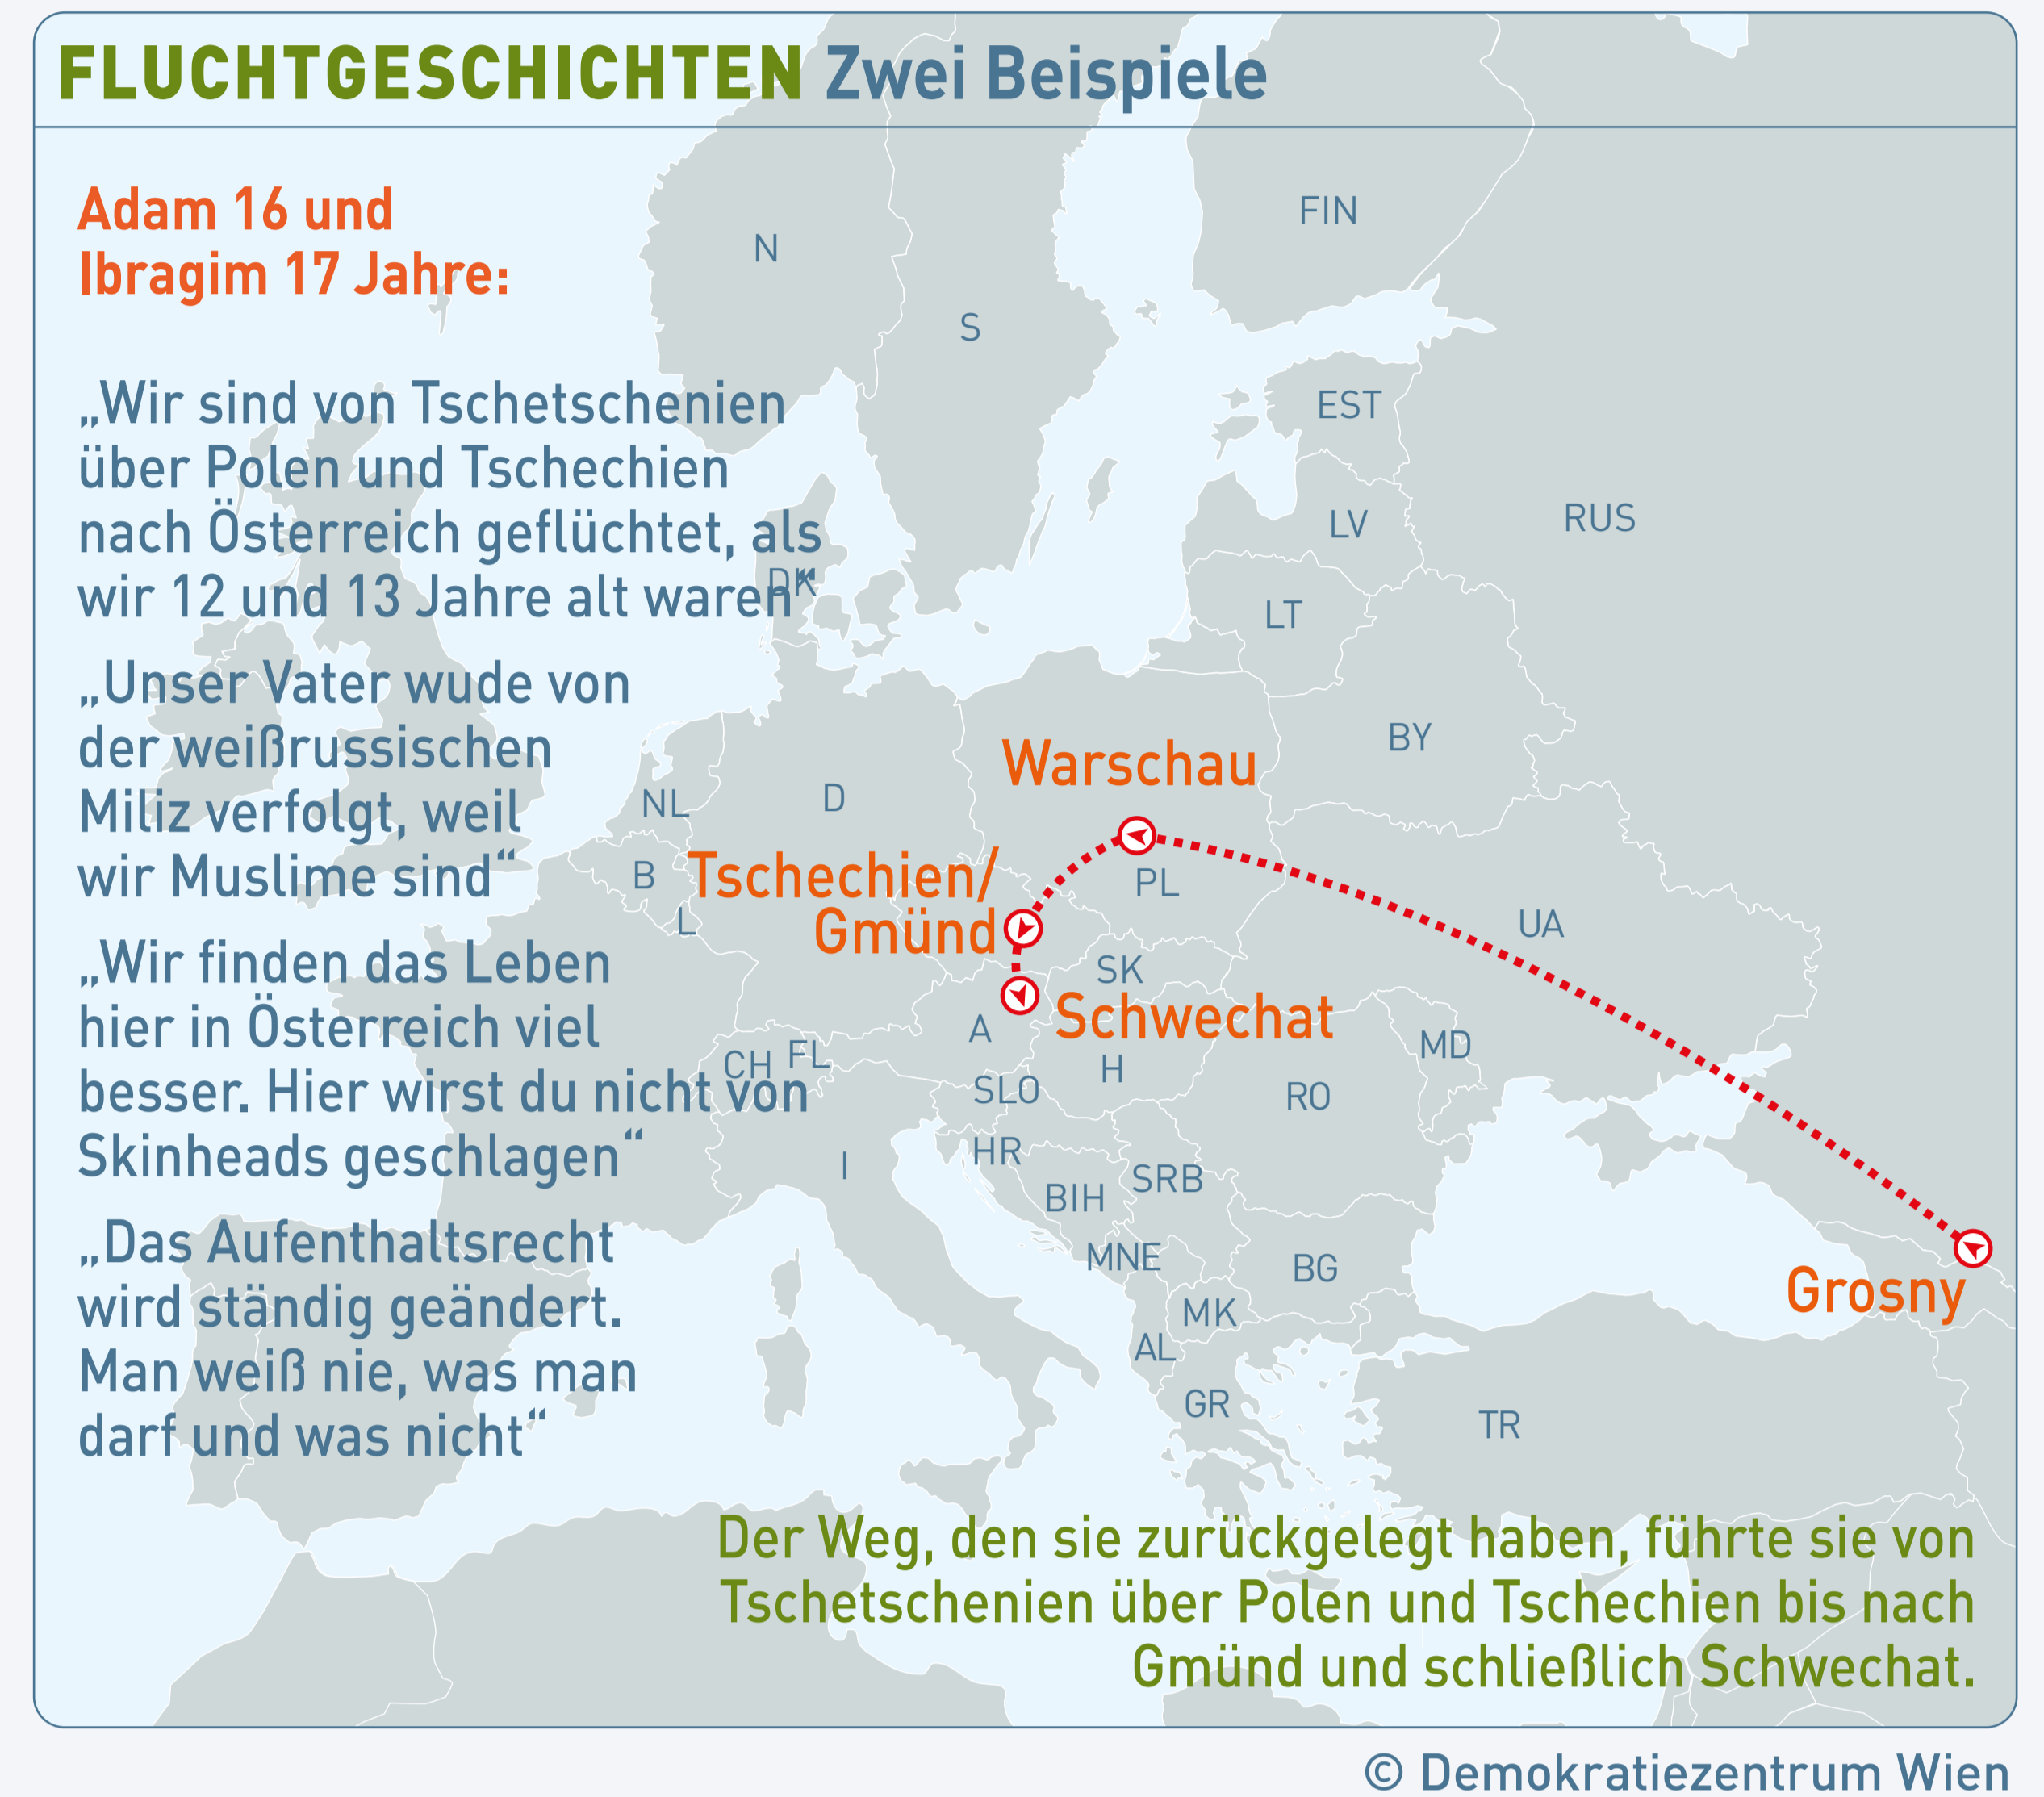 FLUCHTGESCHICHTEN Zwei Beispiele
Adam 16 und
Ibragim 17 Jahre:
„Wir sind von Tschetschenien
über Polen und Tschechien
nach Österreich geflüchtet, als
wir 12 und 13 Jahre alt waren“
„Unser Vater wude von
der weißrussischen
Miliz verfolgt, weil
wir Muslime sind“
„Wir finden das Leben
hier in Österreich viel
besser. Hier wirst du nicht von
Skinheads geschlagen“
„Das Aufenthaltsrecht
wird ständig geändert.
Man weiß nie, was man
darf und was nicht“
FIN
N
S
EST
RUS
LV
DK
LT
BY
Warschau
D
NL
Tschechien/
Gmünd
B
PL
L
UA
SK
Schwechat
A
MD
FL
CH
H
SLO
RO
HR
I
SRB
BIH
MNE
BG
Grosny
MK
AL
GR
TR
Der Weg, den sie zurückgelegt haben, führte sie von
Tschetschenien über Polen und Tschechien bis nach
Gmünd und schließlich Schwechat.
© Demokratiezentrum Wien